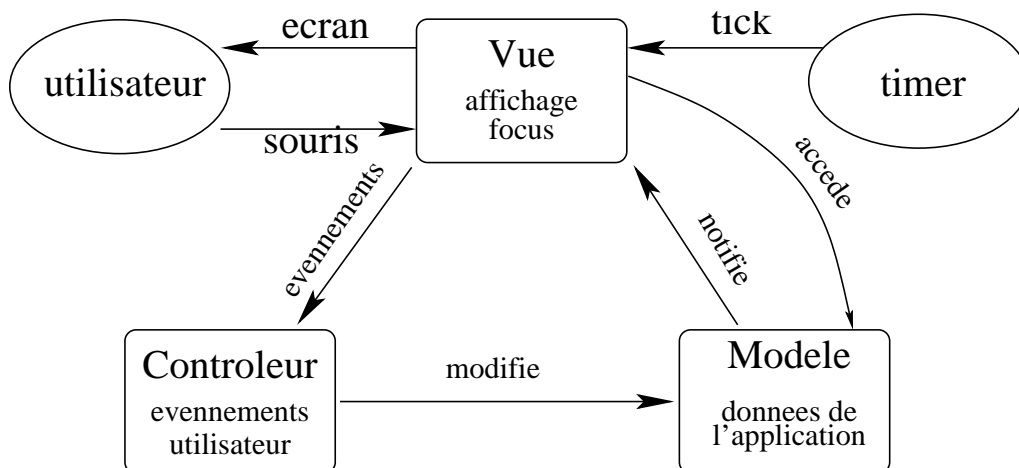 ecran
tick
Vue
utilisateur
timer
affichage
focus
souris
accede
evennements
notifie
Controleur
modifie
Modele
evennements
utilisateur
donnees de
l'application